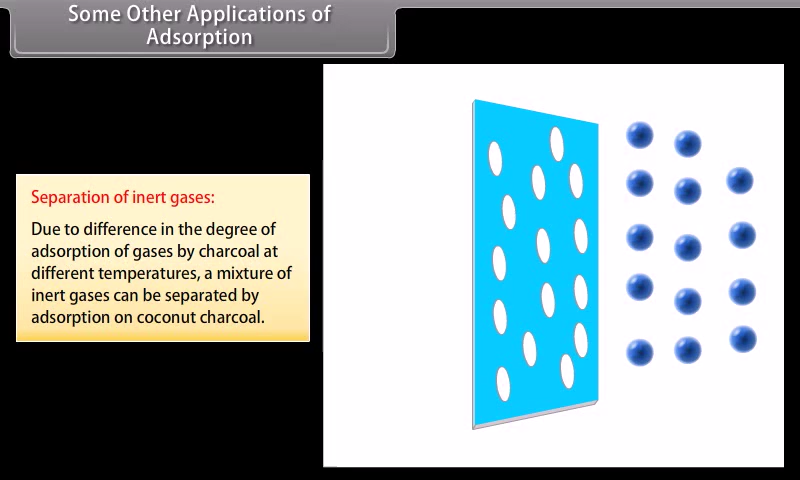 Some Other Applications of
Adsorption
Separation of inert gases:
Due to difference in the degree of
adsorption of gases by charcoal at
different temperatures, a mixture of
inert gases can be separated by
adsorption on coconut charcoal.